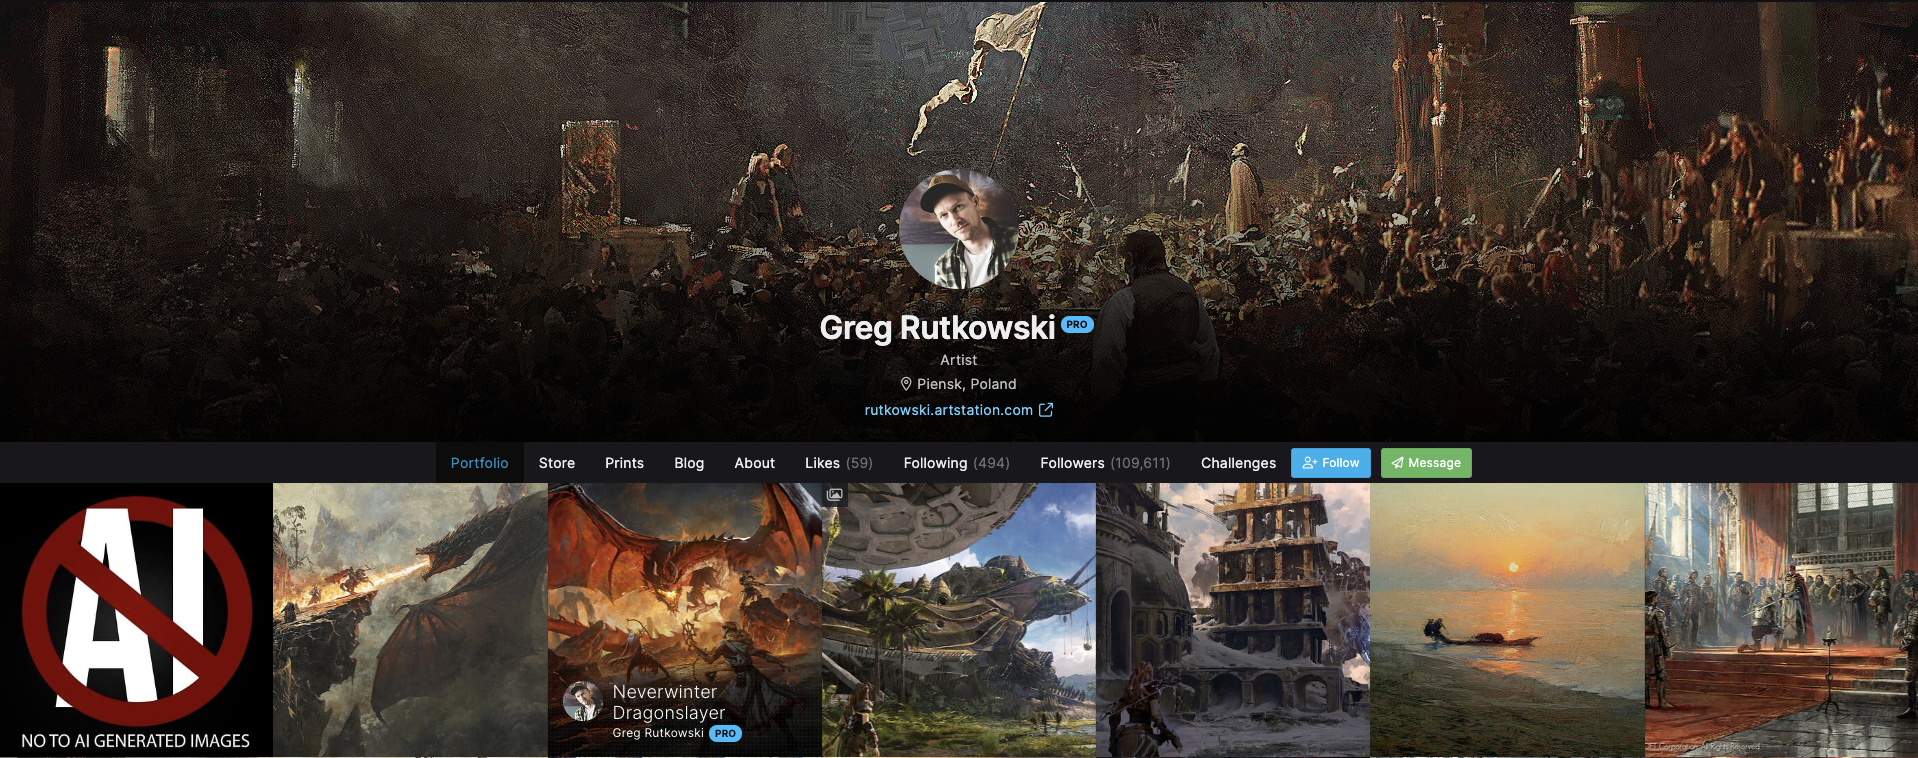 Greg Rutkowski PRO
Artist
Piensk, Poland
rutkowski.artstation.com
Portfolio Store Prints Blog About Likes (59) Following (494) Followers (109,611) Challenges Follow Message
AI
NO TO AI GENERATED IMAGES
Neverwinter
Dragonslayer
Greg Rutkowski PRO
Corporation. All Rights Reserved